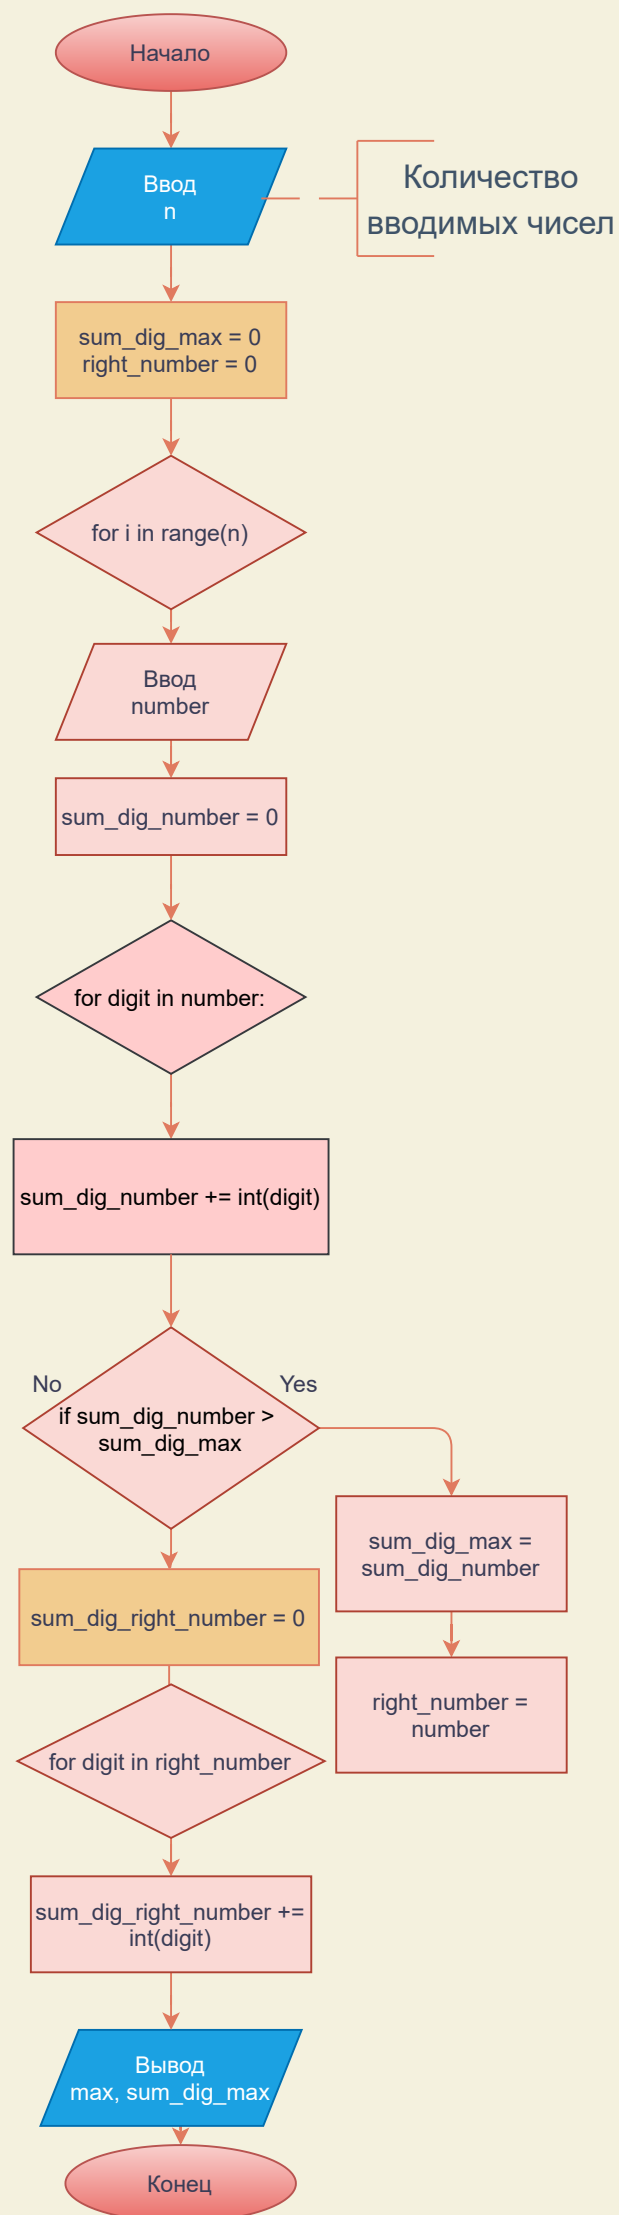 Начало
Ввод
n
Количество
вводимых чисел
sum_dig_max = 0
right_number = 0
for i in range(n)
Ввод
number
sum_dig_number = 0
for digit in number:
sum_dig_number += int(digit)
No
Yes
if sum_dig_number >
sum_dig_max
sum_dig_max =
sum_dig_number
right_number =
number
sum_dig_right_number = 0
for digit in right_number
sum_dig_right_number +=
int(digit)
Вывод
max, sum_dig_max
Конец